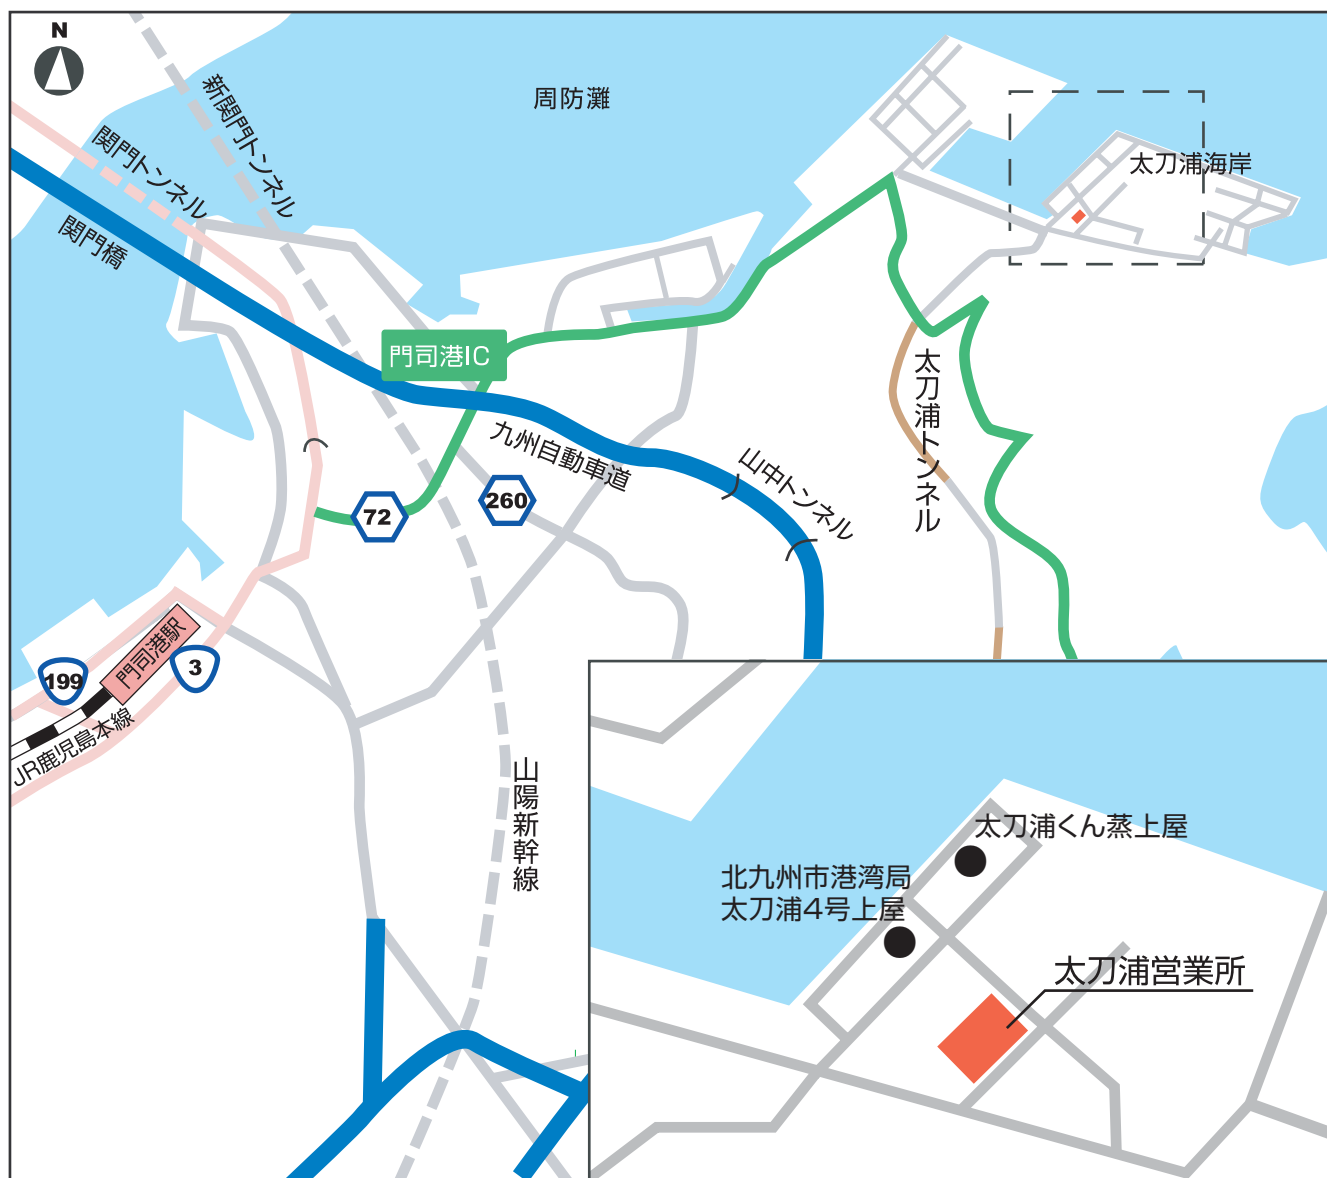 N
新関門トンネル
周防灘
関門トンネル
太刀浦海岸
関門橋
門司港IC
太刀浦トンネル
九州自動車道
山中トンネル
260
72
門司港駅
3
199
JR鹿児島本線
山陽新幹線
太刀浦くん蒸上屋
北九州市港湾局
太刀浦4号上屋
太刀浦営業所